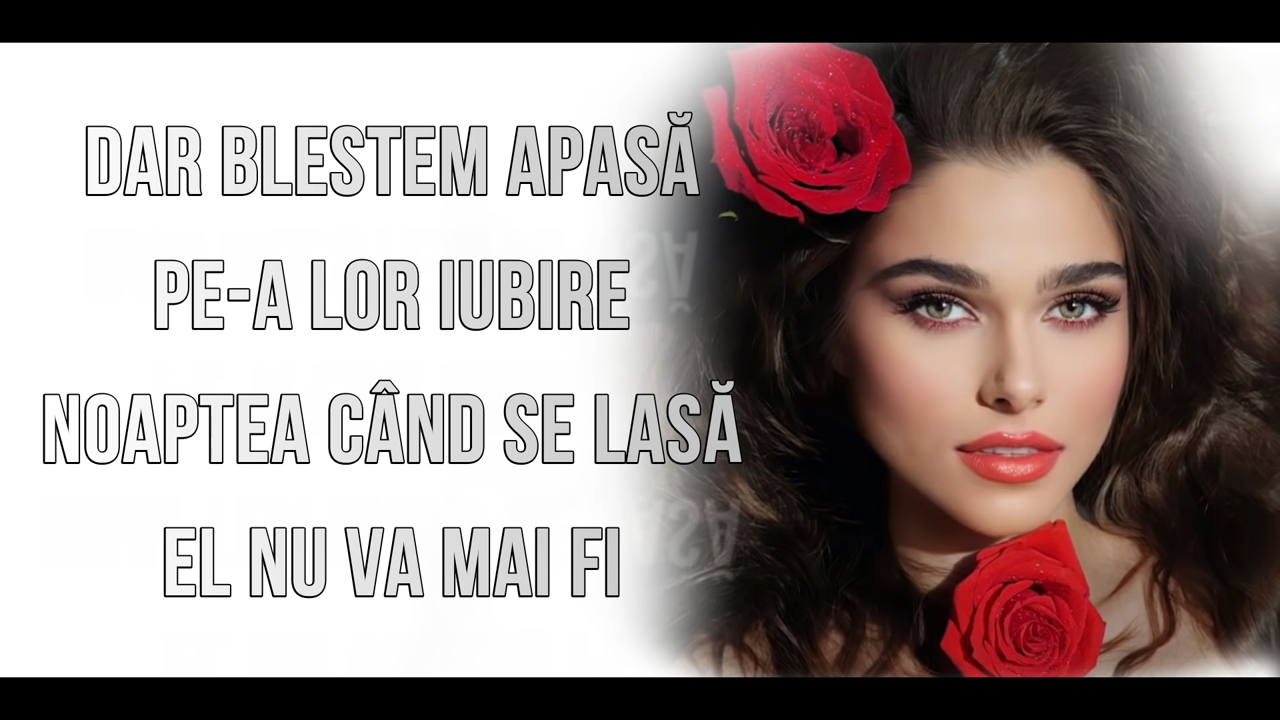 DAR BLESTEM APASĂ
PE-A LOR IUBIRE
NOAPTEA CÂND SE LASĂ
EL NU VA MAI FI